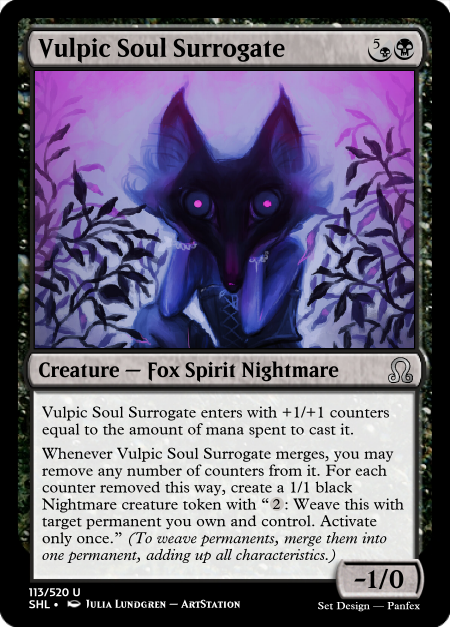 Vulpic Soul Surrogate
5
Creature — Fox Spirit Nightmare
Vulpic Soul Surrogate enters with +1/+1 counters
equal to the amount of mana spent to cast it.
Whenever Vulpic Soul Surrogate merges, you may
remove any number of counters from it. For each
counter removed this way, create a 1/1 black
Nightmare creature token with “ 2 : Weave this with
target permanent you own and control. Activate
only once.” (To weave permanents, merge them into
one permanent, adding up all characteristics.)
-1/0
113/520 U
SHL • Julia Lundgren — ArtStation
Set Design — Panfex